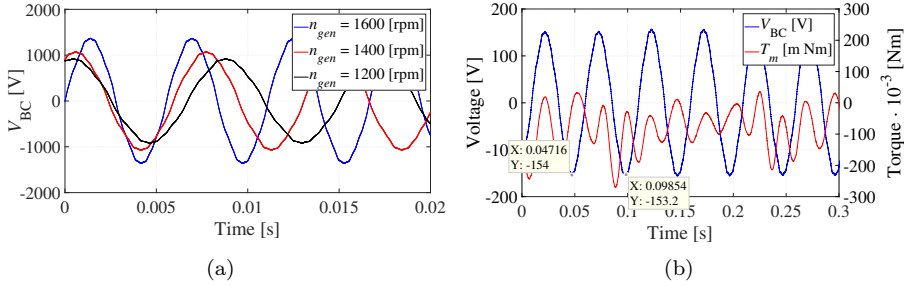 n_gen = 1600 [rpm]
n_gen = 1400 [rpm]
n_gen = 1200 [rpm]
V_BC [V]
2000
1000
0
-1000
-2000
0
0.005
0.01
0.015
0.02
Time [s]
(a)
V_BC [V]
T_m [m Nm]
Voltage [V]
200
100
0
-100
-200
X: 0.04716
Y: -154
X: 0.09854
Y: -153.2
0
0.05
0.1
0.15
0.2
0.25
0.3
Time [s]
300
200
100
0
-100
-200
-300
Torque · 10^-3 [Nm]
(b)